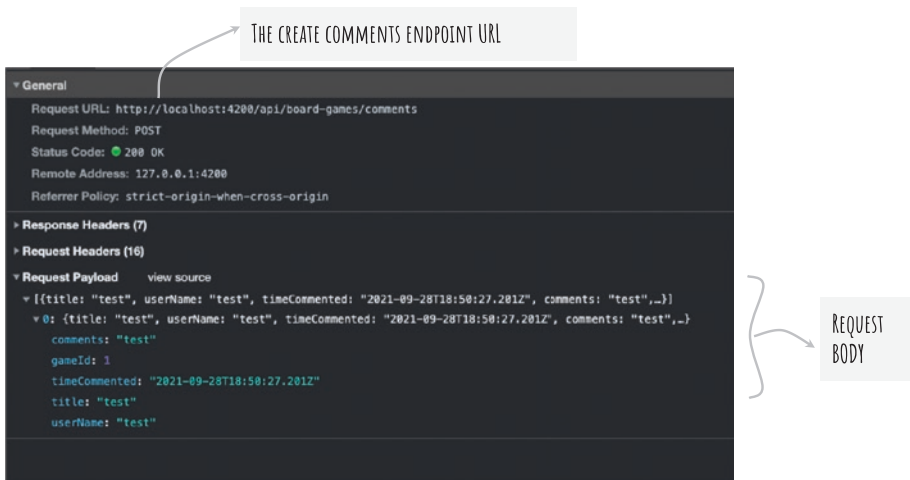 THE CREATE COMMENTS ENDPOINT URL
General
Request URL: http://localhost:4200/api/board-games/comments
Request Method: POST
Status Code: 200 OK
Remote Address: 127.0.0.1:4200
Referrer Policy: strict-origin-when-cross-origin
Response Headers (7)
Request Headers (16)
Request Payload view source
[{title: "test", userName: "test", timeCommented: "2021-09-28T18:50:27.201Z", comments: "test",…}]
0: {title: "test", userName: "test", timeCommented: "2021-09-28T18:50:27.201Z", comments: "test",…}
comments: "test"
gameId: 1
timeCommented: "2021-09-28T18:50:27.201Z"
title: "test"
userName: "test"
REQUEST
BODY